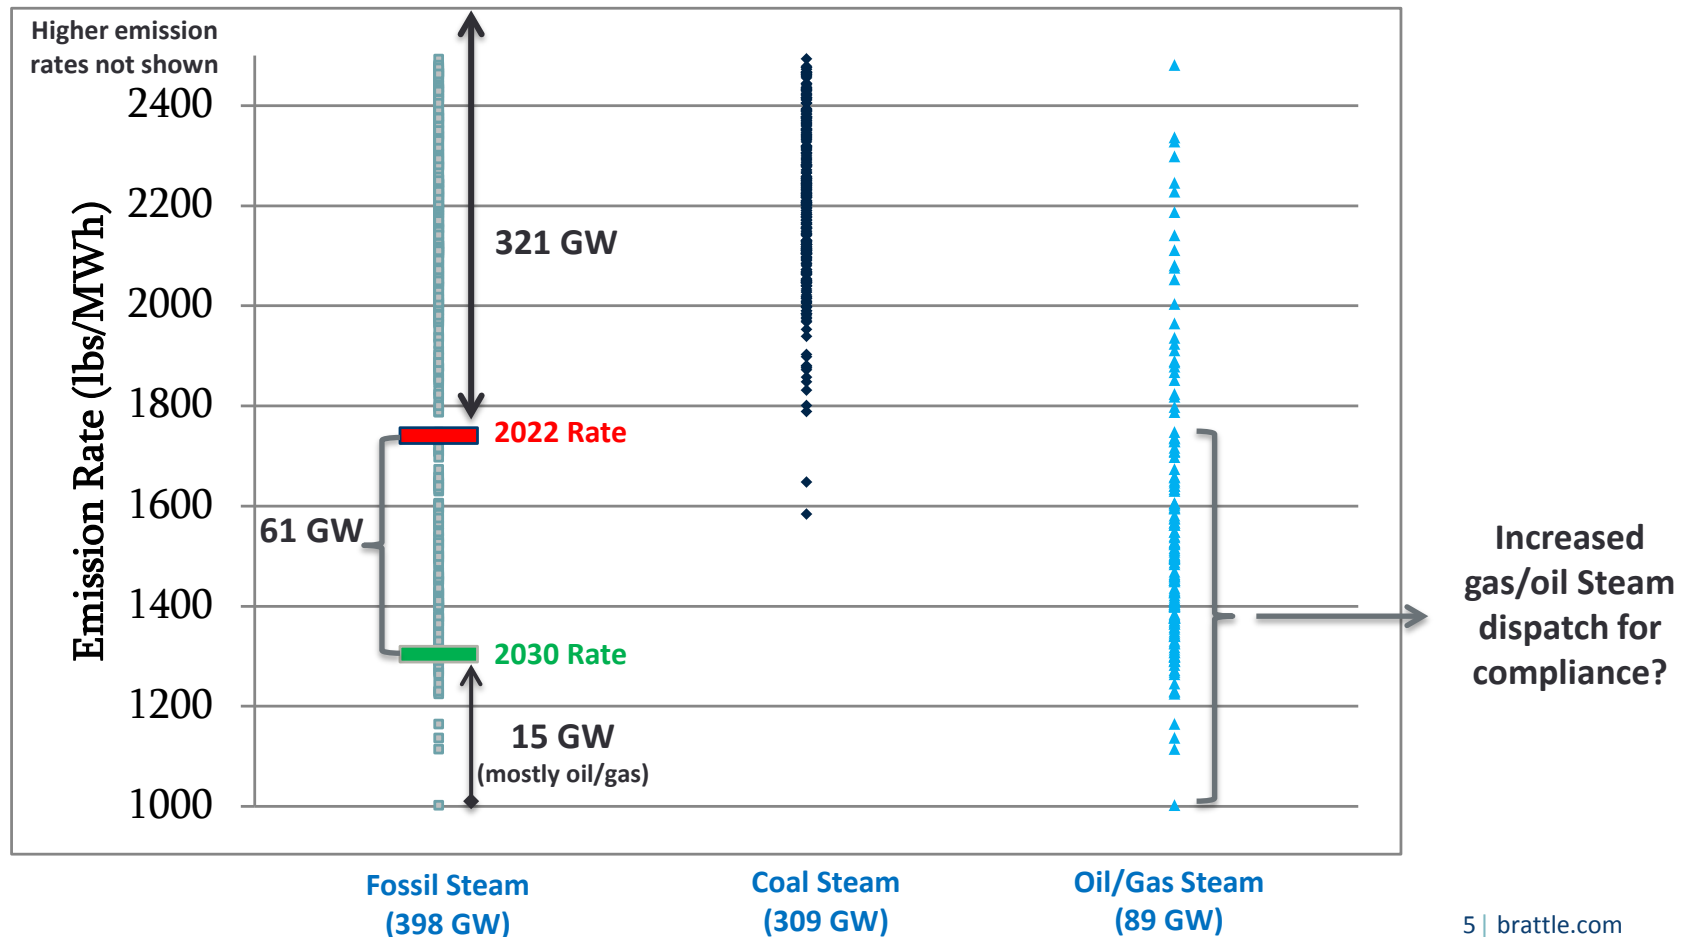 Higher emission
rates not shown
Emission Rate (lbs/MWh)
2400
2200
2000
1800
1600
1400
1200
1000
321 GW
2022 Rate
61 GW
2030 Rate
15 GW
(mostly oil/gas)
Increased
gas/oil Steam
dispatch for
compliance?
Fossil Steam
(398 GW)
Coal Steam
(309 GW)
Oil/Gas Steam
(89 GW)
5 | brattle.com